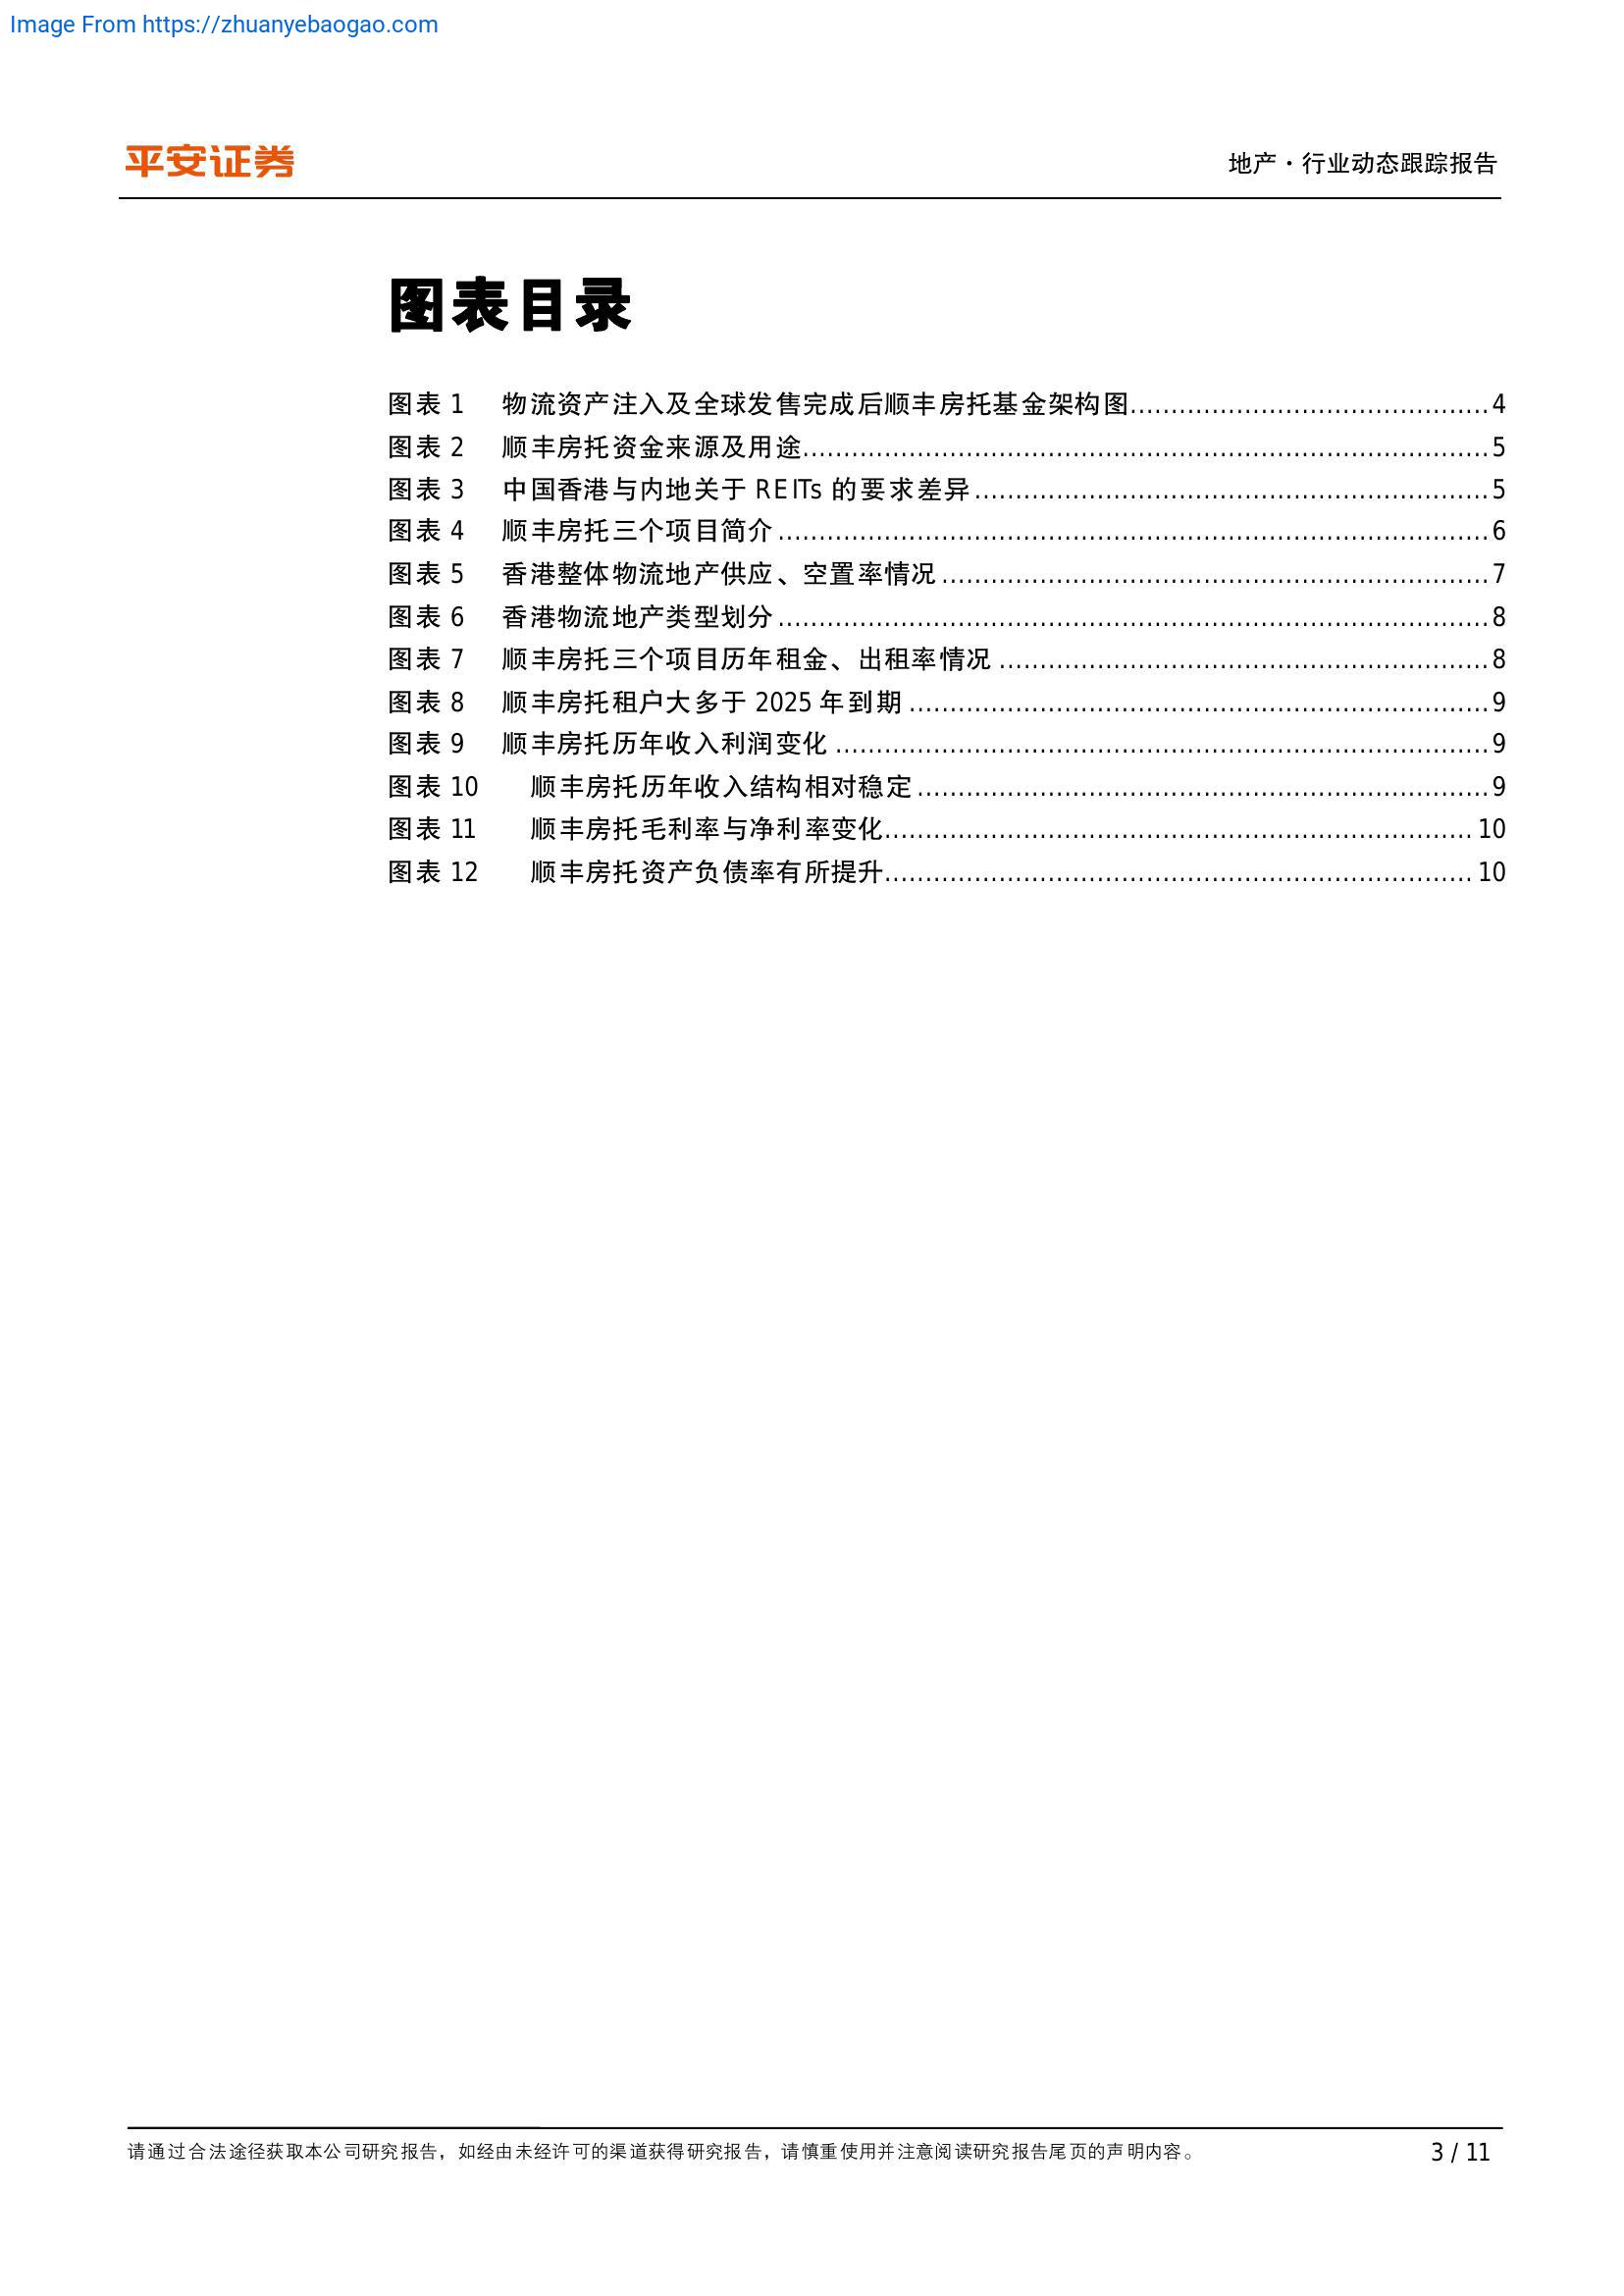 Image From https://zhuanyebaogao.com
平安证券
地产・行业动态跟踪报告
图表目录
图表 1 物流资产注入及全球发售完成后顺丰房托基金架构图 4
图表 2 顺丰房托资金来源及用途 5
图表 3 中国香港与内地关于 REITs 的要求差异 5
图表 4 顺丰房托三个项目简介 6
图表 5 香港整体物流地产供应、空置率情况 7
图表 6 香港物流地产类型划分 8
图表 7 顺丰房托三个项目历年租金、出租率情况 8
图表 8 顺丰房托租户大多于 2025 年到期 9
图表 9 顺丰房托历年收入利润变化 9
图表 10 顺丰房托历年收入结构相对稳定 9
图表 11 顺丰房托毛利率与净利率变化 10
图表 12 顺丰房托资产负债率有所提升 10
请通过合法途径获取本公司研究报告，如经由未经许可的渠道获得研究报告，请慎重使用并注意阅读研究报告尾页的声明内容。 3 / 11